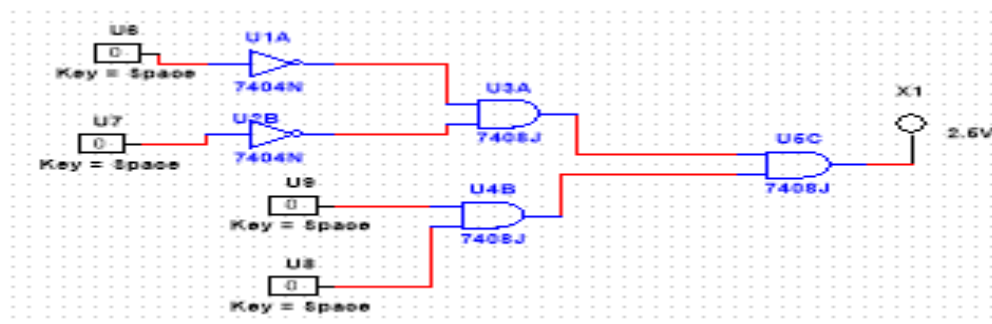 U6
0
Key = Space
U1A
7404N
U7
0
Key = Space
U2B
7404N
U3A
7408J
X1
2.5V
U5C
7408J
U9
0
Key = Space
U4B
7408J
U8
0
Key = Space